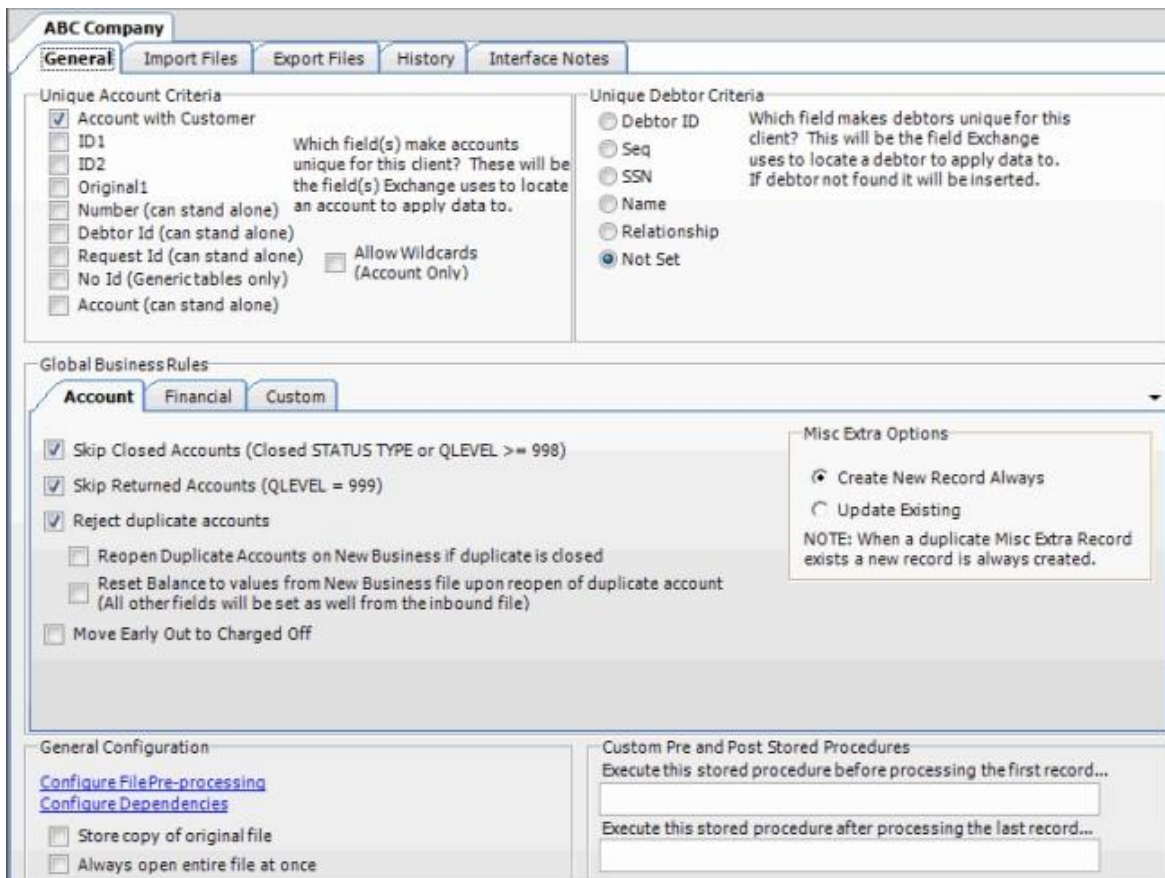 ABC Company
General Import Files Export Files History Interface Notes
Unique Account Criteria
Account with Customer
ID1
ID2
Original1
Number (can stand alone)
Debtor Id (can stand alone)
Request Id (can stand alone)
No Id (Generic tables only)
Account (can stand alone)
Which field(s) make accounts
unique for this client? These will be
the field(s) Exchange uses to locate
an account to apply data to.
Allow Wildcards
(Account Only)
Unique Debtor Criteria
Debtor ID
Seq
SSN
Name
Relationship
Not Set
Which field makes debtors unique for this
client? This will be the field Exchange
uses to locate a debtor to apply data to.
If debtor not found it will be inserted.
Global Business Rules
Account Financial Custom
Skip Closed Accounts (Closed STATUS TYPE or QLEVEL >= 998)
Skip Returned Accounts (QLEVEL = 999)
Reject duplicate accounts
Reopen Duplicate Accounts on New Business if duplicate is closed
Reset Balance to values from New Business file upon reopen of duplicate account
(All other fields will be set as well from the inbound file)
Move Early Out to Charged Off
Misc Extra Options
Create New Record Always
Update Existing
NOTE: When a duplicate Misc Extra Record
exists a new record is always created.
General Configuration
Configure File Pre-processing
Configure Dependencies
Store copy of original file
Always open entire file at once
Custom Pre and Post Stored Procedures
Execute this stored procedure before processing the first record...
Execute this stored procedure after processing the last record...